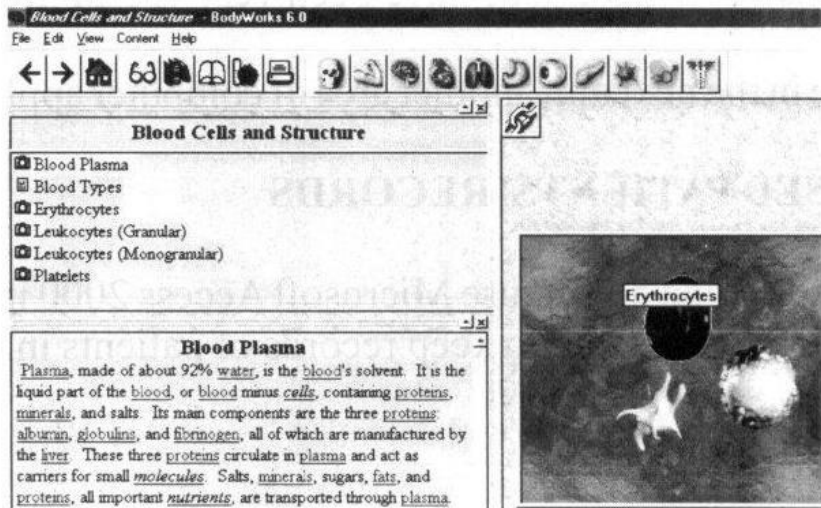 Blood Cells and Structure - BodyWorks 6.0
File Edit View Content Help
Blood Cells and Structure
Blood Plasma
Blood Types
Erythrocytes
Leukocytes (Granular)
Leukocytes (Monogranular)
Platelets
Erythrocytes
Blood Plasma
Plasma, made of about 92% water, is the blood's solvent. It is the
liquid part of the blood, or blood minus cells, containing proteins,
minerals, and salts. Its main components are the three proteins:
albumin, globulins, and fibrinogen, all of which are manufactured by
the liver. These three proteins circulate in plasma and act as
carriers for small molecules. Salts, minerals, sugars, fats, and
proteins, all important nutrients, are transported through plasma.